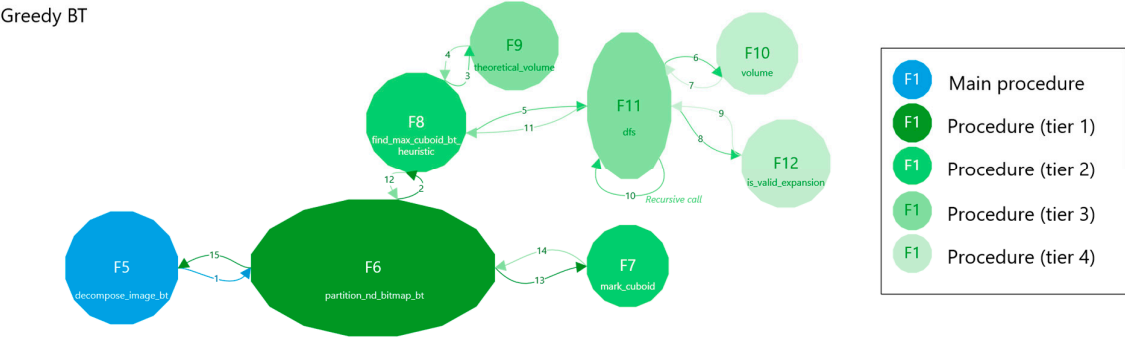 Greedy BT
F9
theoretical_volume
4
3
F10
volume
6
7
F11
dfs
F8
find_max_cuboid_bt_
heuristic
5
11
9
8
F12
is_valid_expansion
10
Recursive call
12
2
F5
decompose_image_bt
15
1
F6
partition_nd_bitmap_bt
14
13
F7
mark_cuboid
F1 Main procedure
F1 Procedure (tier 1)
F1 Procedure (tier 2)
F1 Procedure (tier 3)
F1 Procedure (tier 4)